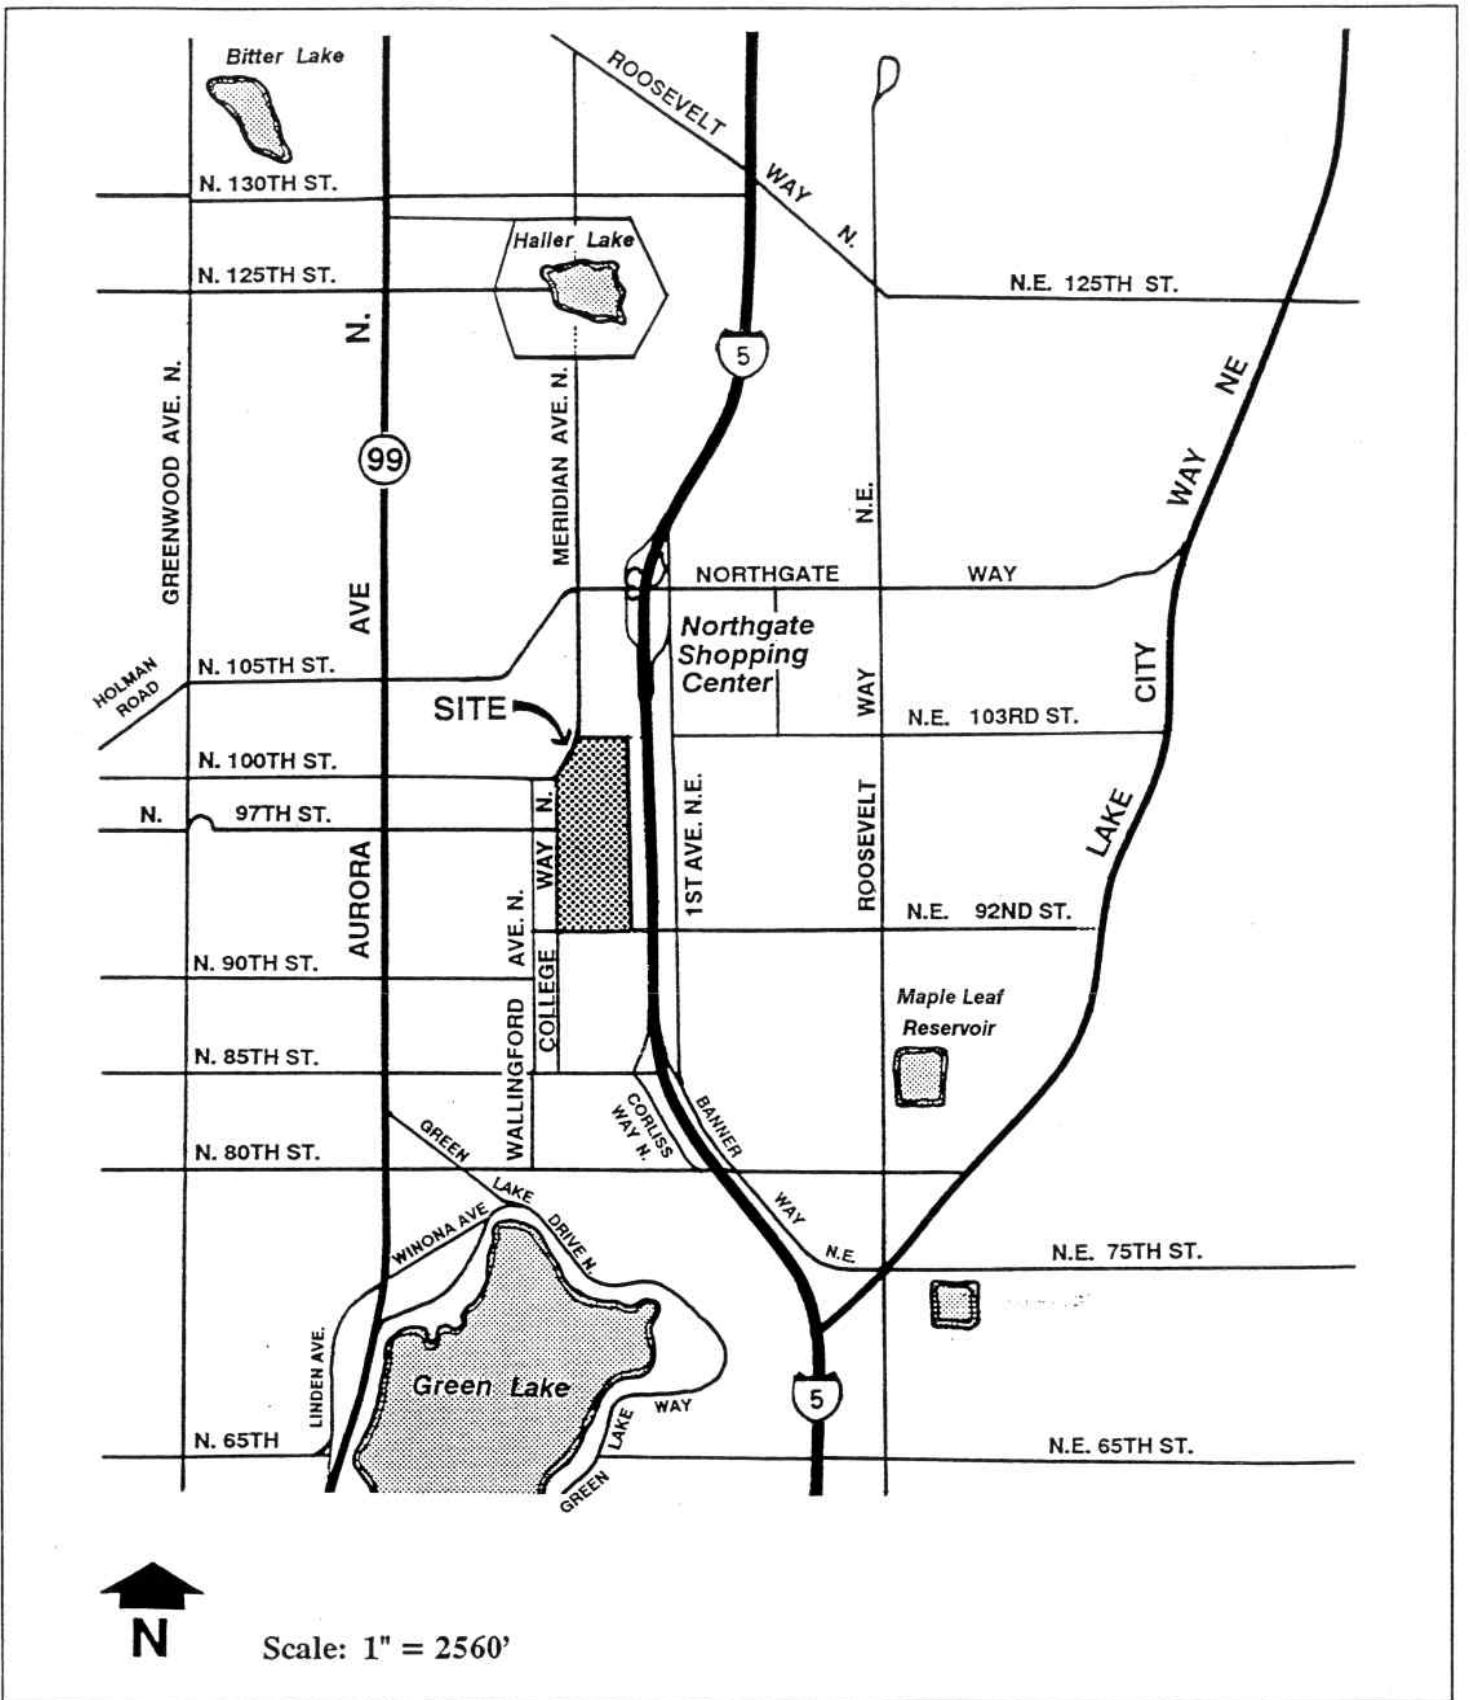 Bitter Lake
ROOSEVELT
WAY
N.
N. 130TH ST.
Haller Lake
N. 125TH ST.
N.E. 125TH ST.
N.
5
NE
GREENWOOD AVE. N.
MERIDIAN AVE. N.
99
WAY
N.E.
NORTHGATE WAY
AVE
Northgate
Shopping
Center
HOLMAN
ROAD
N. 105TH ST.
CITY
WAY
SITE
N.E. 103RD ST.
N. 100TH ST.
N. 97TH ST.
WAY N.
1ST AVE. N.E.
ROOSEVELT
LAKE
AURORA
AVE. N.
N.E. 92ND ST.
N. 90TH ST.
COLLEGE
Maple Leaf
Reservoir
WALLINGFORD
N. 85TH ST.
CORLISS
WAY N.
BANNER
WAY
N.E.
GREEN
LAKE
DRIVE N.
N. 80TH ST.
WINONA AVE
N.E. 75TH ST.
LINDEN AVE.
Green Lake
5
WAY
LAKE
GREEN
N. 65TH
N.E. 65TH ST.
N
Scale: 1" = 2560'